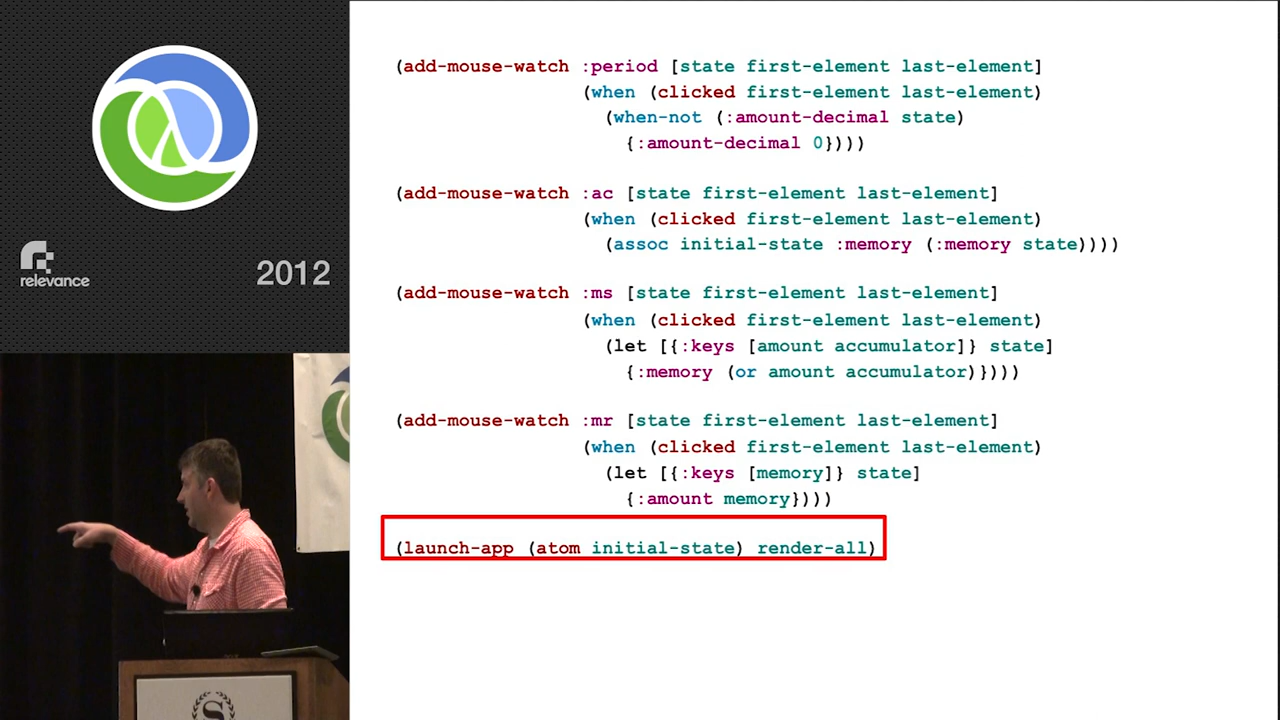 relevance
2012
(add-mouse-watch :period [state first-element last-element]
(when (clicked first-element last-element)
(when-not (:amount-decimal state)
{:amount-decimal 0})))
(add-mouse-watch :ac [state first-element last-element]
(when (clicked first-element last-element)
(assoc initial-state :memory (:memory state))))
(add-mouse-watch :ms [state first-element last-element]
(when (clicked first-element last-element)
(let [{:keys [amount accumulator]} state]
{:memory (or amount accumulator)})))
(add-mouse-watch :mr [state first-element last-element]
(when (clicked first-element last-element)
(let [{:keys [memory]} state]
{:amount memory})))
(launch-app (atom initial-state) render-all)
S